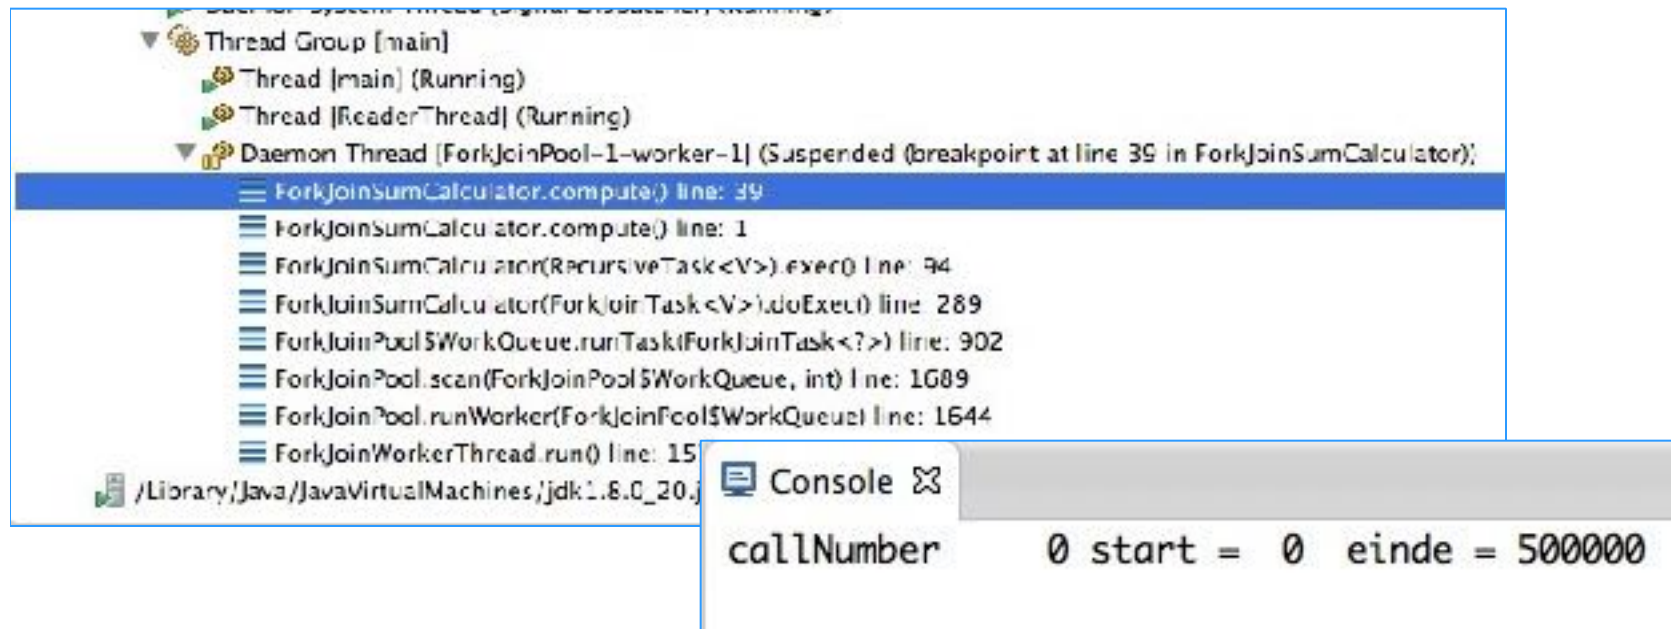 Thread Group [main]
Thread [main] (Running)
Thread [ReaderThread] (Running)
Daemon Thread [ForkJoinPool-1-worker-1] (Suspended (breakpoint at line 39 in ForkJoinSumCalculator))
ForkJoinSumCalculator.compute() line: 39
ForkJoinSumCalculator.compute() line: 1
ForkJoinSumCalculator(RecursiveTask<V>).exec() line: 94
ForkJoinSumCalculator(ForkJoinTask<V>).doExec() line: 289
ForkJoinPool$WorkQueue.runTask(ForkJoinTask<?>) line: 902
ForkJoinPool.scan(ForkJoinPool$WorkQueue, int) line: 1689
ForkJoinPool.runWorker(ForkJoinPool$WorkQueue) line: 1644
ForkJoinWorkerThread.run() line: 15
/Library/Java/JavaVirtualMachines/jdk1.8.0_20.j
Console
callNumber 0 start = 0 einde = 500000